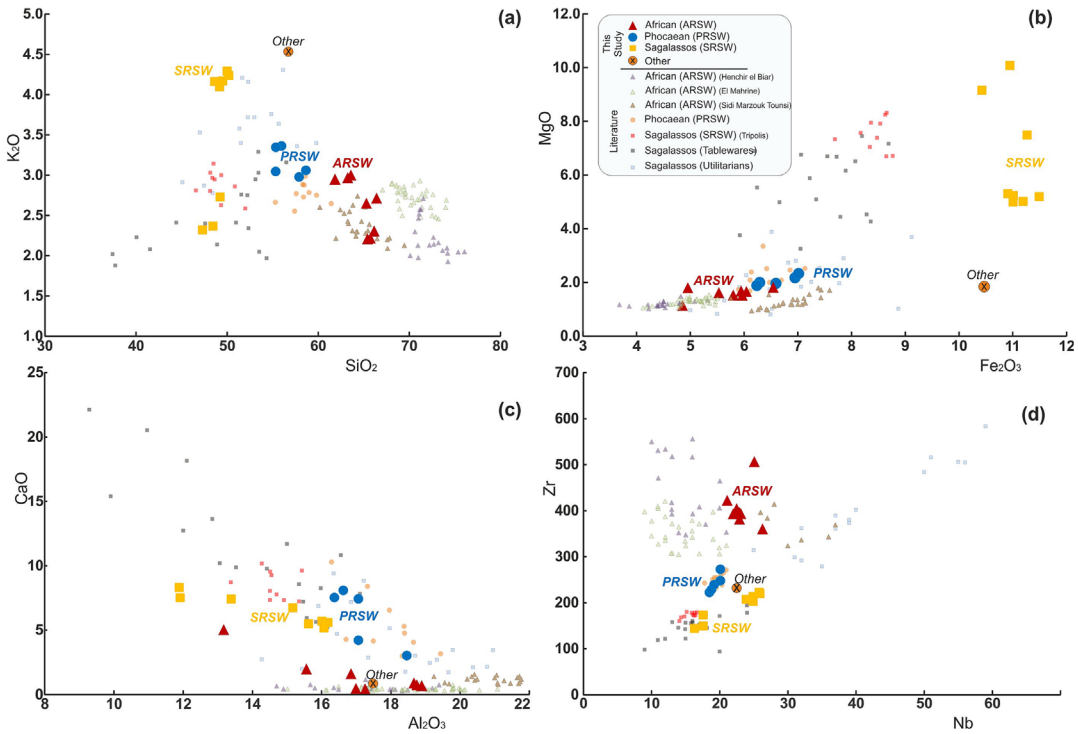 (a)
5.0
4.5
4.0
3.5
3.0
2.5
2.0
1.5
1.0
K2O
30
40
50
60
70
80
SiO2
Other
SRSW
PRSW
ARSW
(b)
12.0
10.0
8.0
6.0
4.0
2.0
0.0
MgO
3
4
5
6
7
8
9
10
11
12
Fe2O3
This Study
African (ARSW)
Phocaean (PRSW)
Sagalassos (SRSW)
Other
Literature
African (ARSW) (Henchir el Biar)
African (ARSW) (El Mahrine)
African (ARSW) (Sidi Marzouk Tounsi)
Phocaean (PRSW)
Sagalassos (SRSW) (Tripolis)
Sagalassos (Tablewares)
Sagalassos (Utilitarians)
SRSW
ARSW
PRSW
Other
(c)
25
20
15
10
5
0
CaO
8
10
12
14
16
18
20
22
Al2O3
SRSW
PRSW
Other
(d)
700
600
500
400
300
200
100
0
Zr
0
10
20
30
40
50
60
Nb
ARSW
PRSW
Other
SRSW